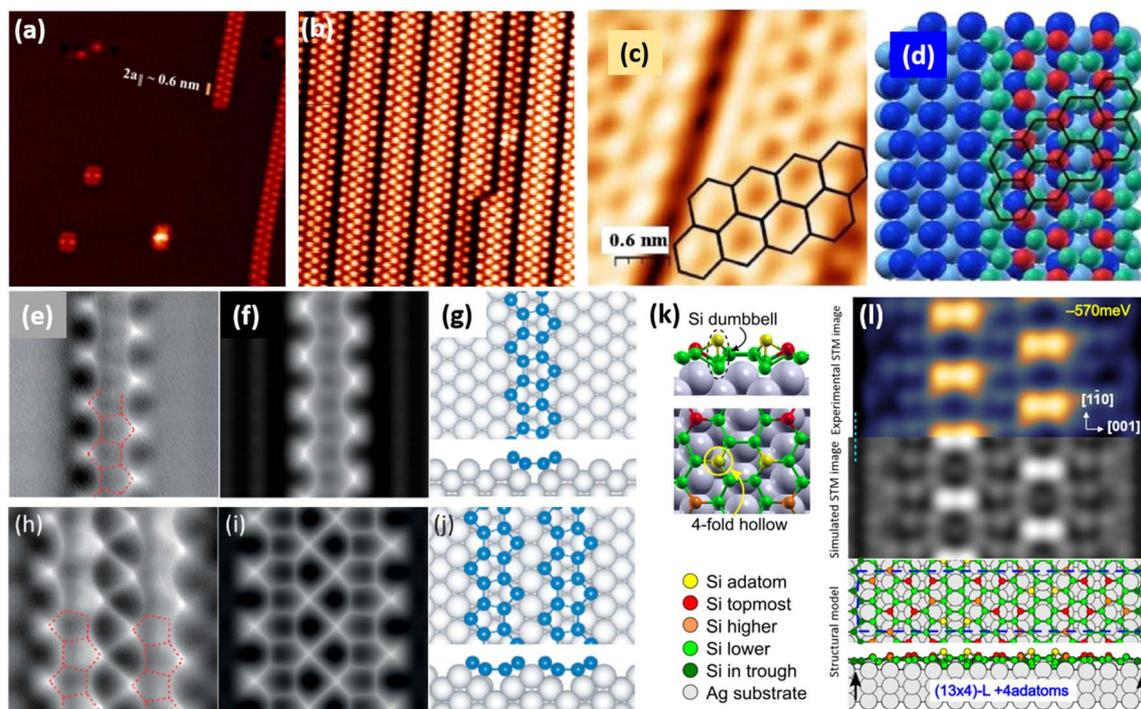 (a)
2a∥ ~ 0.6 nm
(b)
(c)
0.6 nm
(d)
(e)
(f)
(g)
(h)
(i)
(j)
(k)
Si dumbbell
4-fold hollow
Si adatom
Si topmost
Si higher
Si lower
Si in trough
Ag substrate
(l)
−570meV
Experimental STM image
[11̅0]
[001]
Simulated STM image
Structural model
(13x4)-L +4adatoms